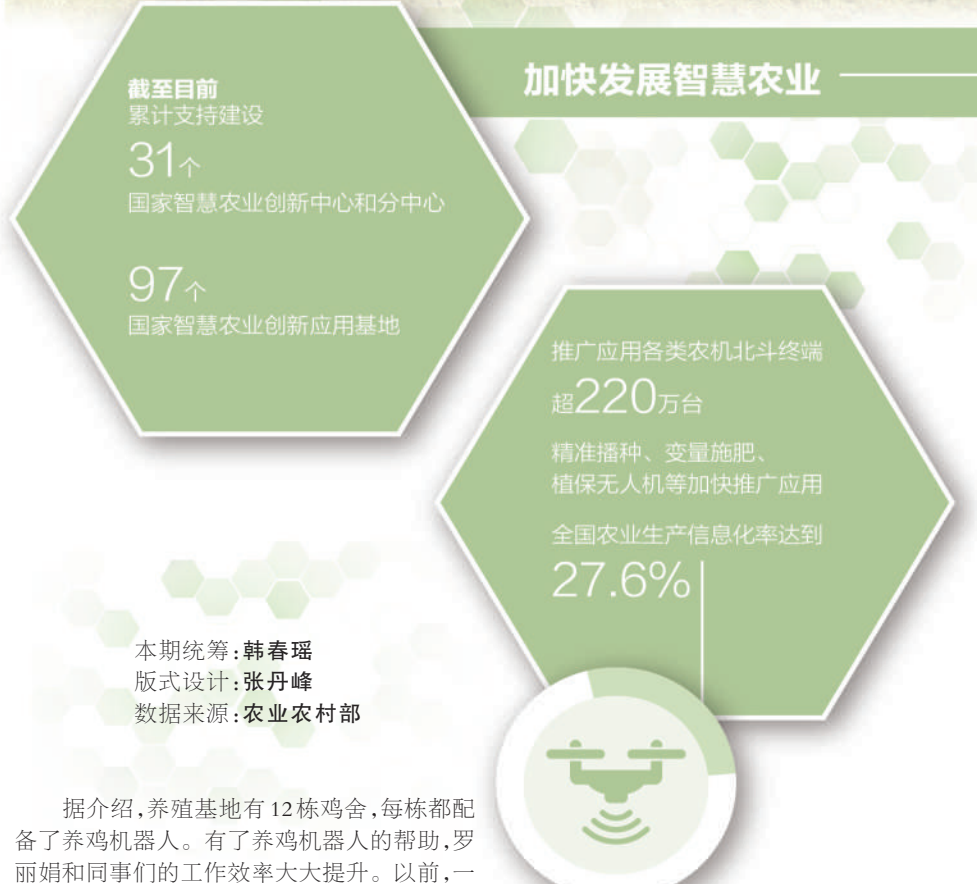 加快发展智慧农业
截至目前
累计支持建设
31个
国家智慧农业创新中心和分中心
97个
国家智慧农业创新应用基地
推广应用各类农机北斗终端
超220万台
精准播种、变量施肥、
植保无人机等加快推广应用
全国农业生产信息化率达到
27.6%
本期统筹:韩春瑶
版式设计:张丹峰
数据来源:农业农村部
据介绍,养殖基地有12栋鸡舍,每栋都配
备了养鸡机器人。有了养鸡机器人的帮助,罗
丽娟和同事们的工作效率大大提升。以前,一